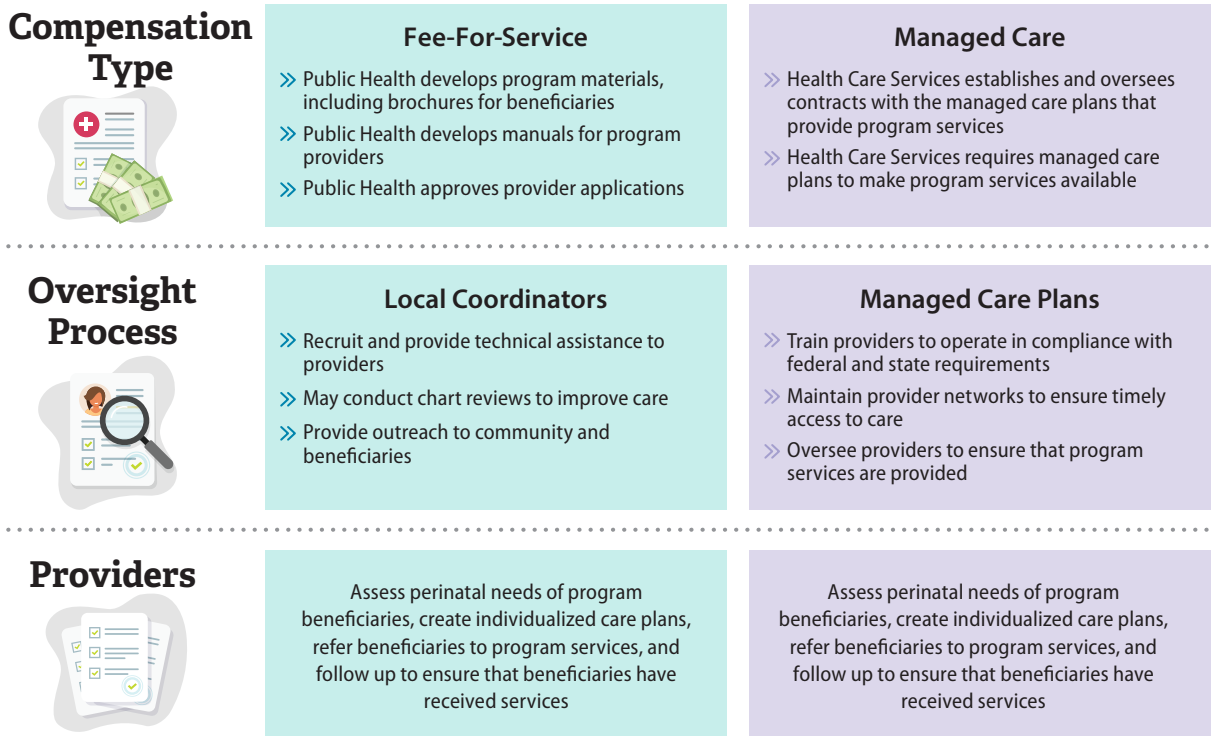 Compensation
Type
Fee-For-Service
Public Health develops program materials,
including brochures for beneficiaries
Public Health develops manuals for program
providers
Public Health approves provider applications
Managed Care
Health Care Services establishes and oversees
contracts with the managed care plans that
provide program services
Health Care Services requires managed care
plans to make program services available
Oversight
Process
Local Coordinators
Recruit and provide technical assistance to
providers
May conduct chart reviews to improve care
Provide outreach to community and
beneficiaries
Managed Care Plans
Train providers to operate in compliance with
federal and state requirements
Maintain provider networks to ensure timely
access to care
Oversee providers to ensure that program
services are provided
Providers
Assess perinatal needs of program
beneficiaries, create individualized care plans,
refer beneficiaries to program services, and
follow up to ensure that beneficiaries have
received services
Assess perinatal needs of program
beneficiaries, create individualized care plans,
refer beneficiaries to program services, and
follow up to ensure that beneficiaries have
received services